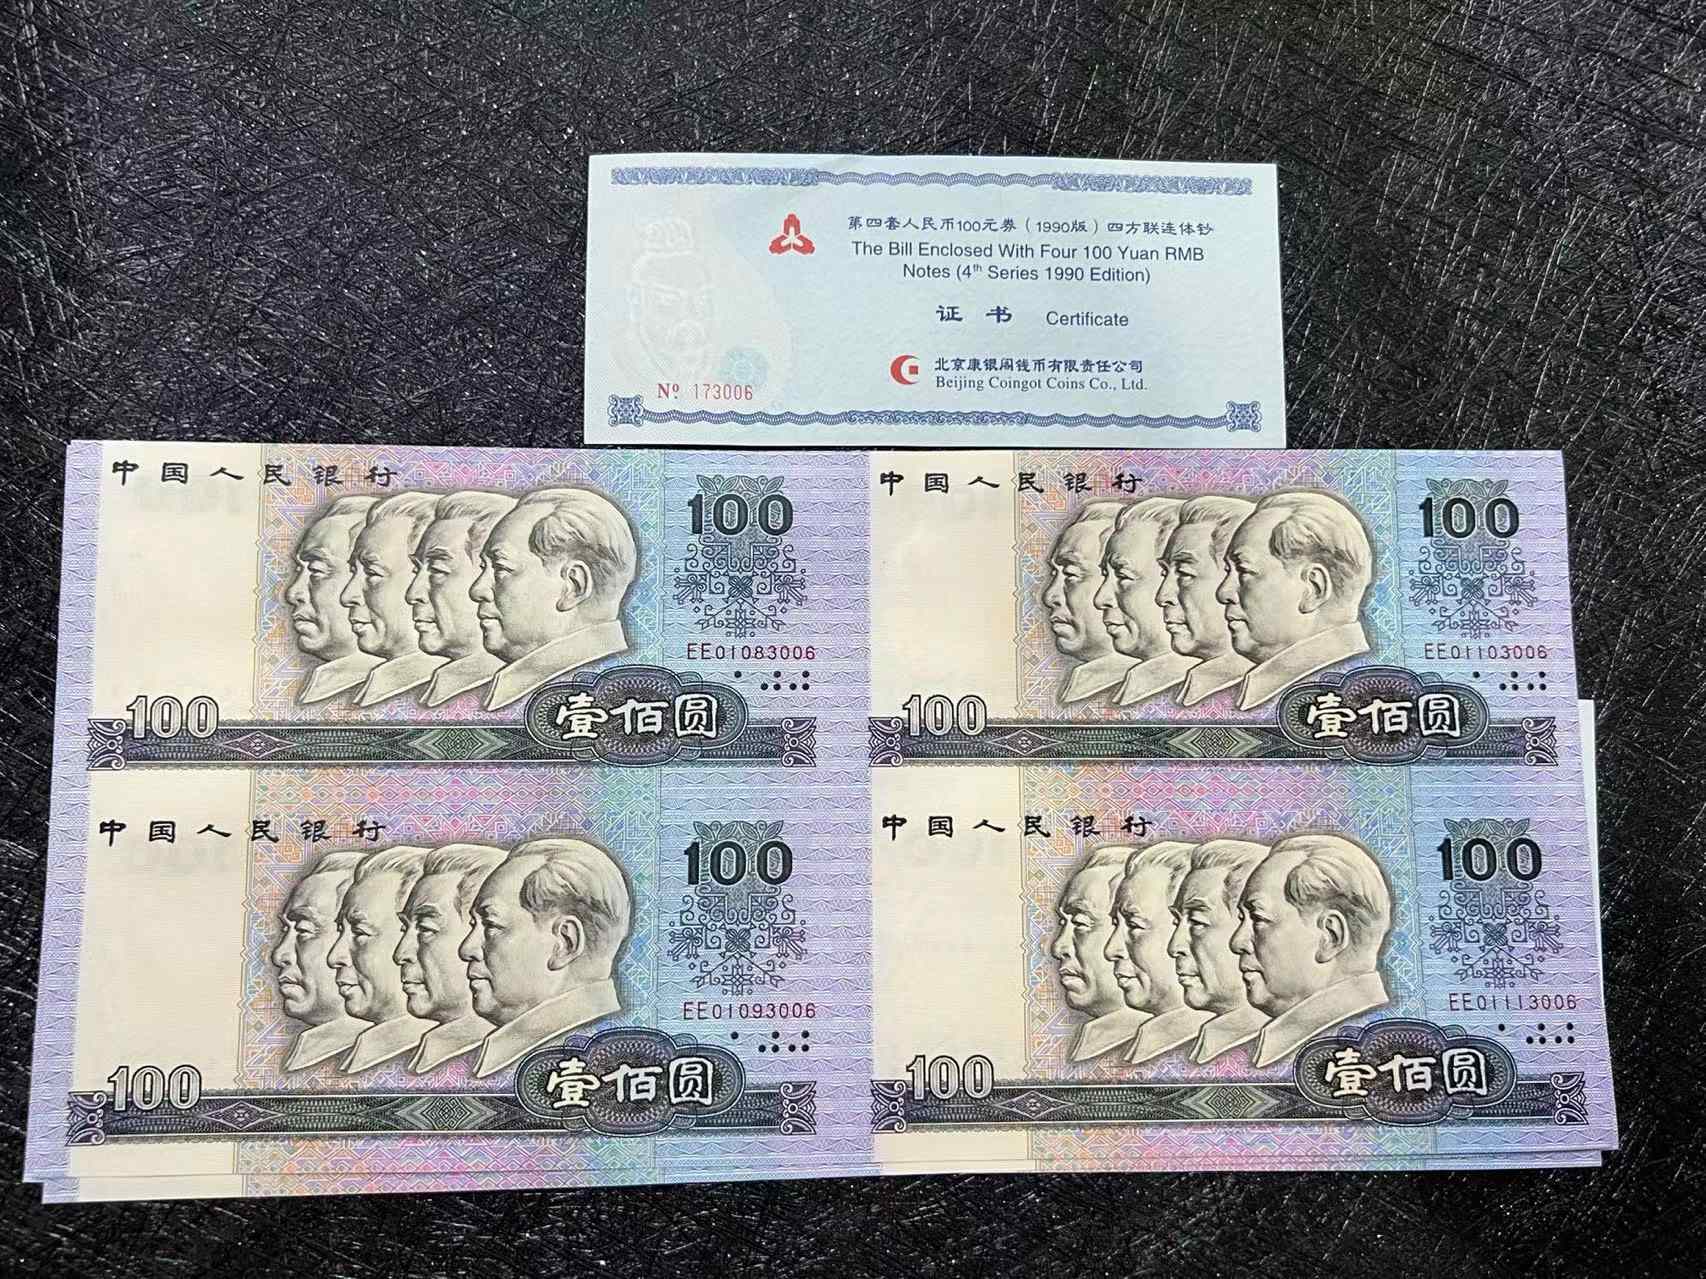 第四套人民币100元券（1990版）四方联连体钞
The Bill Enclosed With Four 100 Yuan RMB
Notes (4th Series 1990 Edition)
证书 Certificate
北京康银阁钱币有限责任公司
Beijing Coingot Coins Co., Ltd.
Nº 173006
中国人民银行
100
EE01083006
100
壹佰圆
中国人民银行
100
EE01103006
100
壹佰圆
中国人民银行
100
EE01093006
100
壹佰圆
中国人民银行
100
EE01113006
100
壹佰圆